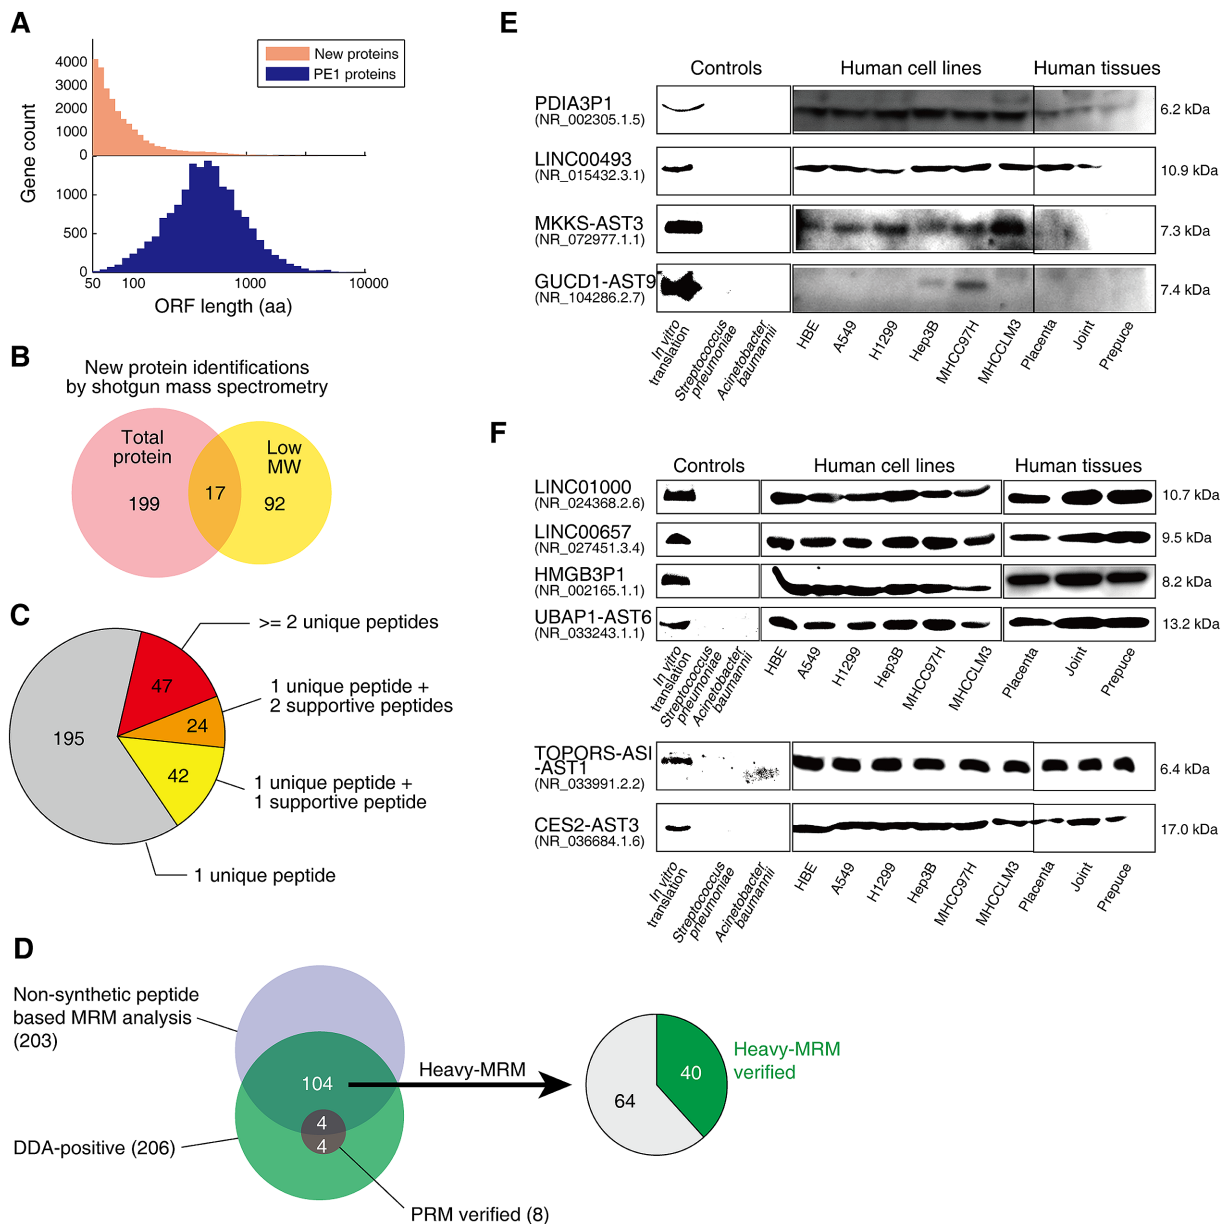 A
New proteins
PE1 proteins
Gene count
4000
3000
2000
1000
0
1000
500
0
50
100
1000
10000
ORF length (aa)
B
New protein identifications
by shotgun mass spectrometry
Total
protein
199
17
Low
MW
92
C
>= 2 unique peptides
47
1 unique peptide +
2 supportive peptides
24
195
42
1 unique peptide +
1 supportive peptide
1 unique peptide
D
Non-synthetic peptide
based MRM analysis
(203)
104
Heavy-MRM
4
4
DDA-positive (206)
PRM verified (8)
40
64
Heavy-MRM
verified
E
Controls
Human cell lines
Human tissues
PDIA3P1
(NR_002305.1.5)
6.2 kDa
LINC00493
(NR_015432.3.1)
10.9 kDa
MKKS-AST3
(NR_072977.1.1)
7.3 kDa
GUCD1-AST9
(NR_104286.2.7)
7.4 kDa
In vitro
translation
Streptococcus
pneumoniae
Acinetobacter
baumannii
HBE
A549
H1299
Hep3B
MHCC97H
MHCCLM3
Placenta
Joint
Prepuce
F
Controls
Human cell lines
Human tissues
LINC01000
(NR_024368.2.6)
10.7 kDa
LINC00657
(NR_027451.3.4)
9.5 kDa
HMGB3P1
(NR_002165.1.1)
8.2 kDa
UBAP1-AST6
(NR_033243.1.1)
13.2 kDa
In vitro
translation
Streptococcus
pneumoniae
Acinetobacter
baumannii
HBE
A549
H1299
Hep3B
MHCC97H
MHCCLM3
Placenta
Joint
Prepuce
TOPORS-ASI
-AST1
(NR_033991.2.2)
6.4 kDa
CES2-AST3
(NR_036684.1.6)
17.0 kDa
In vitro
translation
Streptococcus
pneumoniae
Acinetobacter
baumannii
HBE
A549
H1299
Hep3B
MHCC97H
MHCCLM3
Placenta
Joint
Prepuce